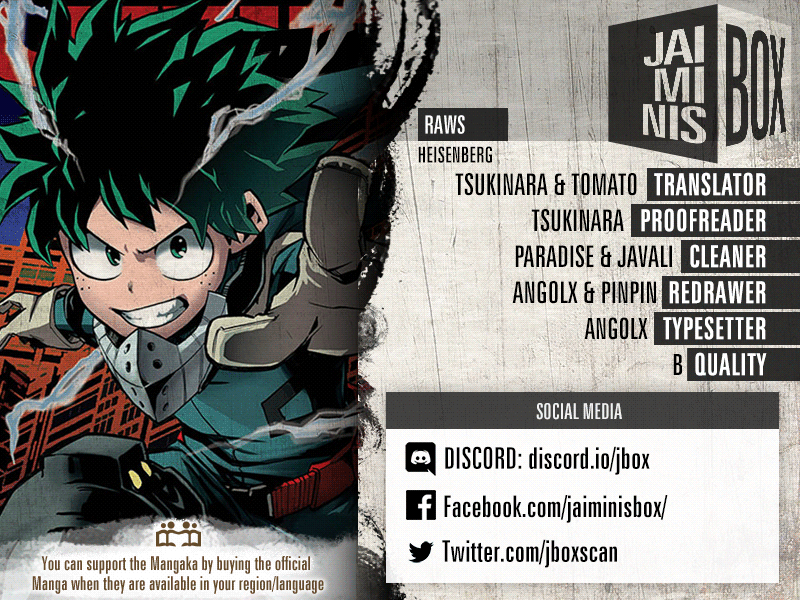 JAI
MI
NIS
BOX
RAWS
HEISENBERG
TSUKINARA & TOMATO TRANSLATOR
TSUKINARA PROOFREADER
PARADISE & JAVALI CLEANER
ANGOLX & PINPIN REDRAWER
ANGOLX TYPESETTER
B QUALITY
SOCIAL MEDIA
DISCORD: discord.io/jbox
Facebook.com/jaiminisbox/
Twitter.com/jboxscan
You can support the Mangaka by buying the official
Manga when they are available in your region/language